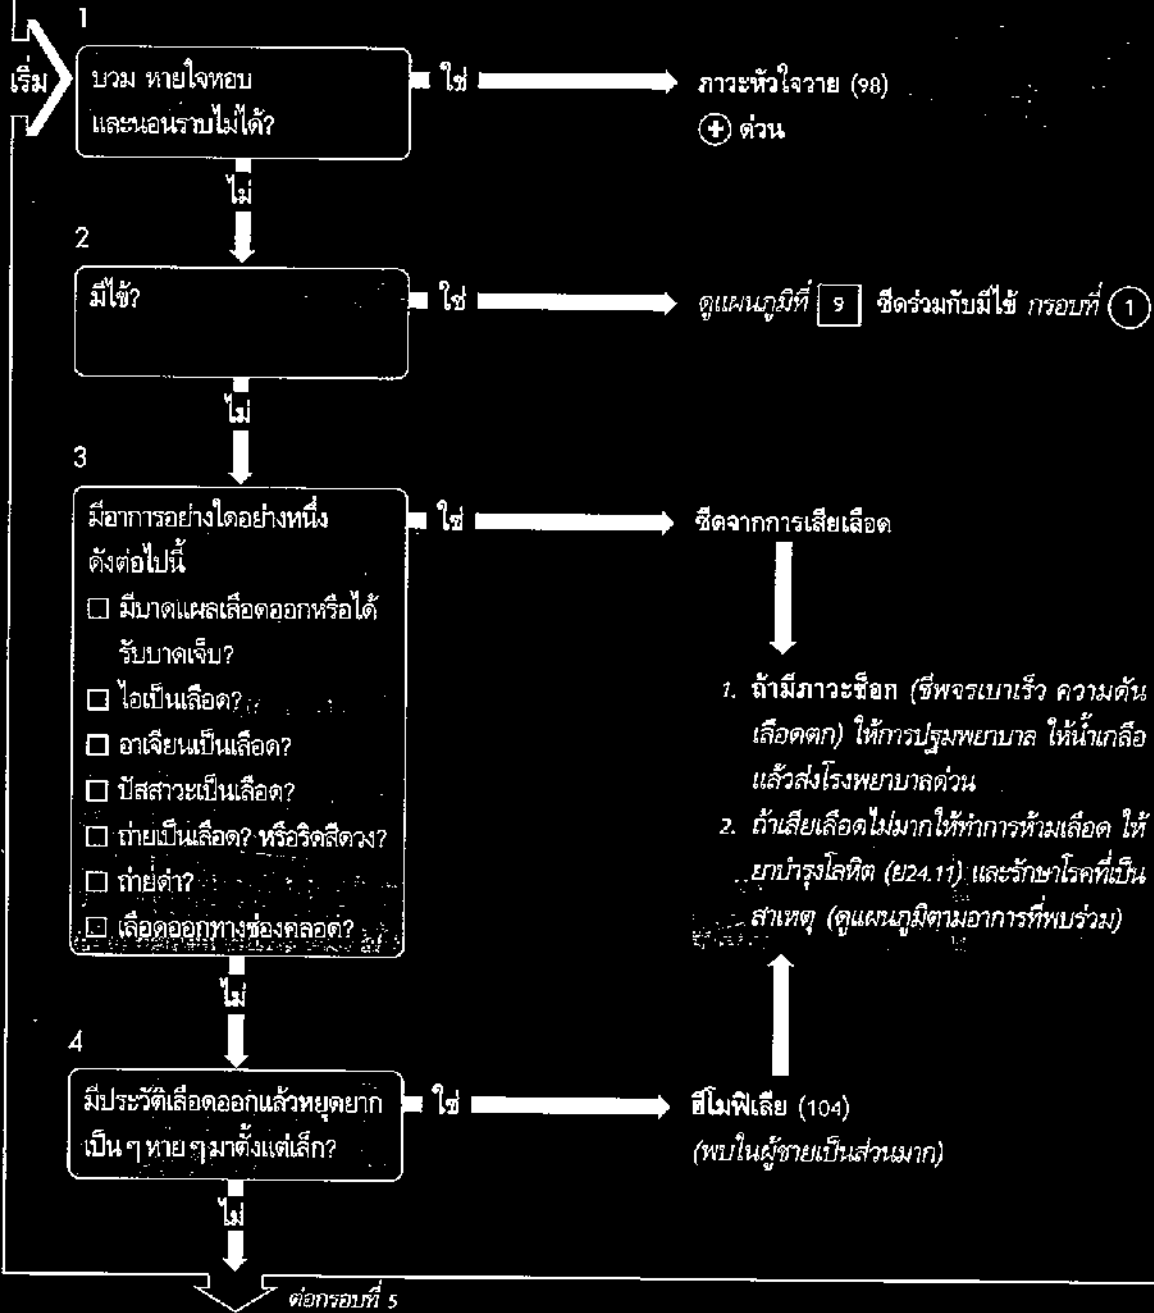 1
เริ่ม
บวม หายใจหอบ
และนอนราบไม่ได้?
ใช่
ภาวะหัวใจวาย (98)
+ ด่วน
ไม่
2
มีไข้?
ใช่
ดูแผนภูมิที่ 9 ซีดร่วมกับมีไข้ กรอบที่ 1
ไม่
3
มีอาการอย่างใดอย่างหนึ่ง
ดังต่อไปนี้
□ มีบาดแผลเลือดออกหรือได้
รับบาดเจ็บ?
□ ไอเป็นเลือด?
□ อาเจียนเป็นเลือด?
□ ปัสสาวะเป็นเลือด?
□ ถ่ายเป็นเลือด? หรือริดสีดวง?
□ ถ่ายดำ?
□ เลือดออกทางช่องคลอด?
ใช่
ซีดจากการเสียเลือด
1. ถ้ามีภาวะช็อก (ชีพจรเบาเร็ว ความดัน
เลือดตก) ให้การปฐมพยาบาล ให้น้ำเกลือ
แล้วส่งโรงพยาบาลด่วน
2. ถ้าเสียเลือดไม่มากให้ทำการห้ามเลือด ให้
ยาบำรุงโลหิต (ย24.11) และรักษาโรคที่เป็น
สาเหตุ (ดูแผนภูมิตามอาการที่พบร่วม)
ไม่
4
มีประวัติเลือดออกแล้วหยุดยาก
เป็น ๆ หาย ๆ มาตั้งแต่เล็ก?
ใช่
ฮีโมฟิเลีย (104)
(พบในผู้ชายเป็นส่วนมาก)
ไม่
ต่อกรอบที่ 5